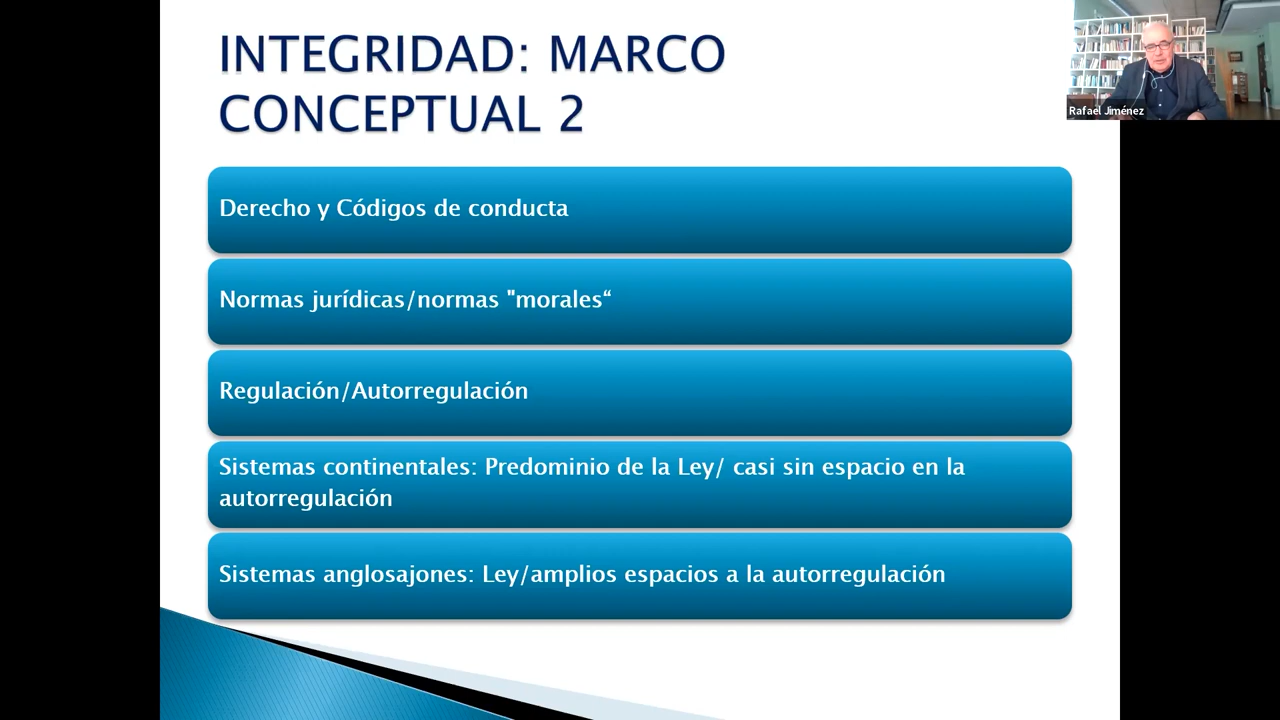 INTEGRIDAD: MARCO
CONCEPTUAL 2
Rafael Jiménez
Derecho y Códigos de conducta
Normas jurídicas/normas "morales“
Regulación/Autorregulación
Sistemas continentales: Predominio de la Ley/ casi sin espacio en la
autorregulación
Sistemas anglosajones: Ley/amplios espacios a la autorregulación